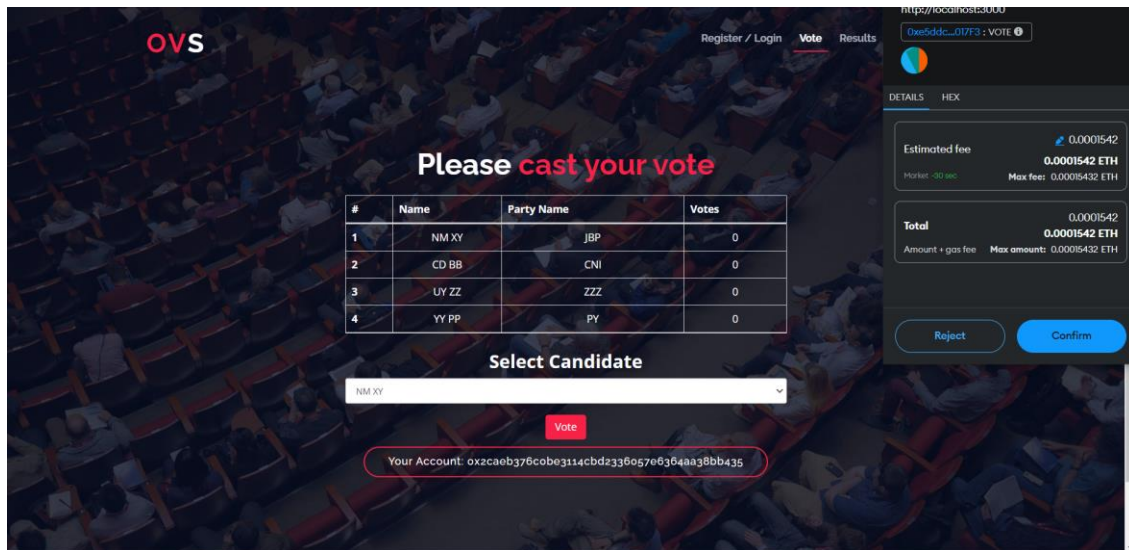 OVS
Register / Login Vote Results
Please cast your vote
# Name Party Name Votes
1 NM XY JBP 0
2 CD BB CNI 0
3 UY ZZ ZZZ 0
4 YY PP PY 0
Select Candidate
NM XY
Vote
Your Account: 0x2caeb376c0be3114cbd2336057e6364aa38bb435
http://localhost:3000
0xe5ddc...017F3 : VOTE
DETAILS HEX
Estimated fee 0.0001542
0.0001542 ETH
Market ~30 sec Max fee: 0.00015432 ETH
Total 0.0001542
0.0001542 ETH
Amount + gas fee Max amount: 0.00015432 ETH
Reject Confirm